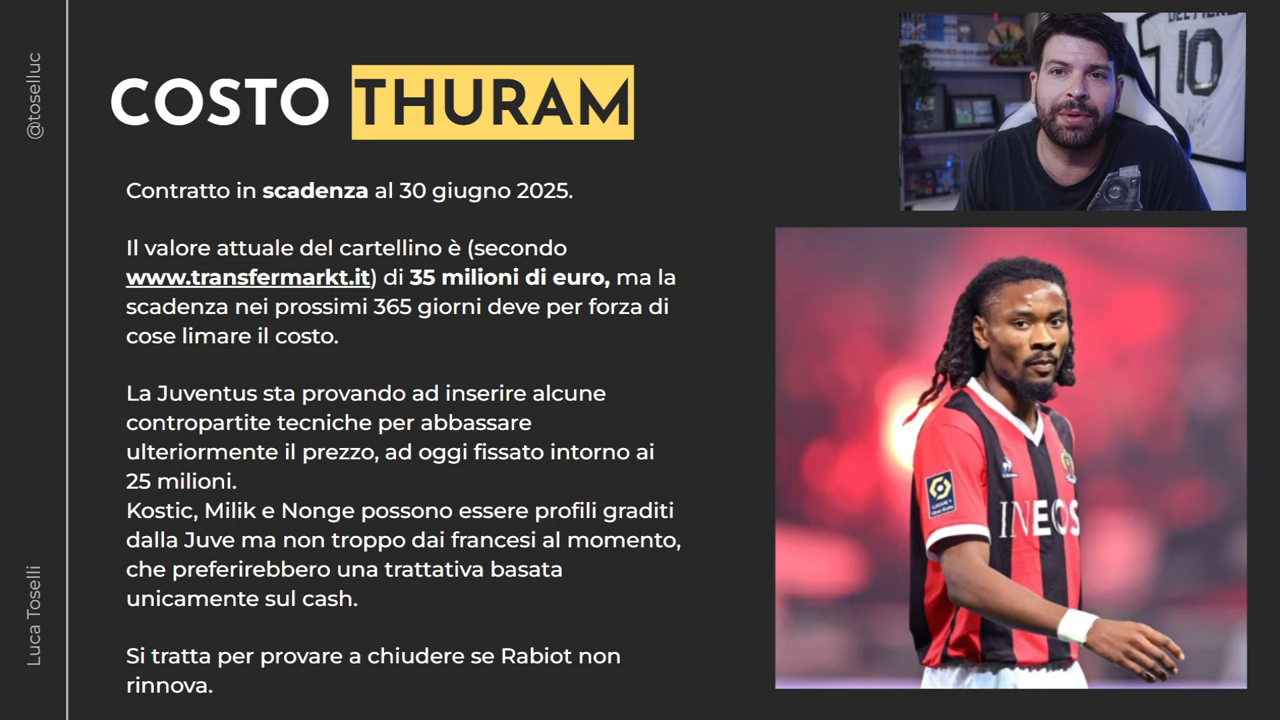 @toselluc
Luca Toselli
COSTO THURAM
Contratto in scadenza al 30 giugno 2025.
Il valore attuale del cartellino è (secondo
www.transfermarkt.it) di 35 milioni di euro, ma la
scadenza nei prossimi 365 giorni deve per forza di
cose limare il costo.
La Juventus sta provando ad inserire alcune
contropartite tecniche per abbassare
ulteriormente il prezzo, ad oggi fissato intorno ai
25 milioni.
Kostic, Milik e Nonge possono essere profili graditi
dalla Juve ma non troppo dai francesi al momento,
che preferirebbero una trattativa basata
unicamente sul cash.
Si tratta per provare a chiudere se Rabiot non
rinnova.
10
INEOS